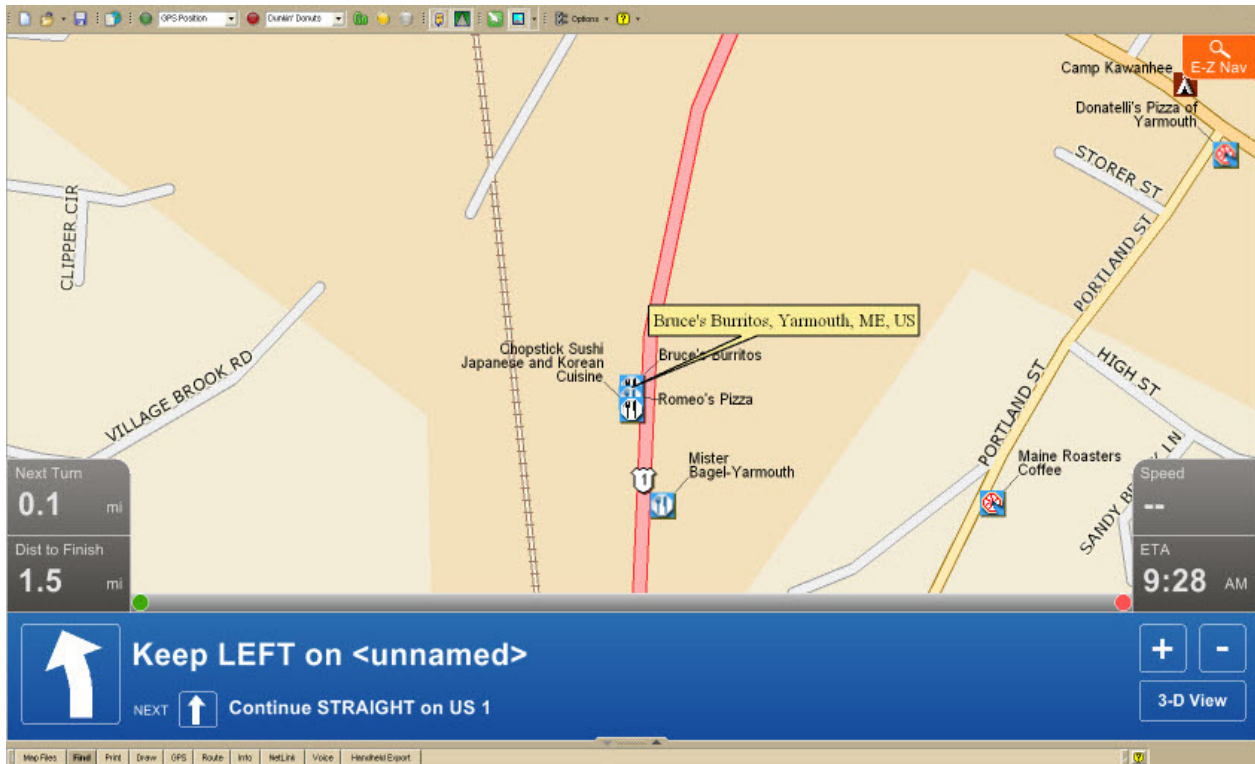 GPS Position
Dunkin' Donuts
Options
E-Z Nav
Camp Kawanhee
Donatelli's Pizza of
Yarmouth
STORER ST
CLIPPER CIR
PORTLAND ST
Bruce's Burritos, Yarmouth, ME, US
Chopstick Sushi
Japanese and Korean
Cuisine
Bruce's Burritos
Romeo's Pizza
VILLAGE BROOK RD
HIGH ST
PORTLAND ST
Mister
Bagel-Yarmouth
1
Maine Roasters
Coffee
SANDY LN
Next Turn
0.1 mi
Dist to Finish
1.5 mi
Speed
--
ETA
9:28 AM
Keep LEFT on <unnamed>
NEXT
Continue STRAIGHT on US 1
+ -
3-D View
Map Files Find Print Draw GPS Route Info NetLink Voice Handheld Export